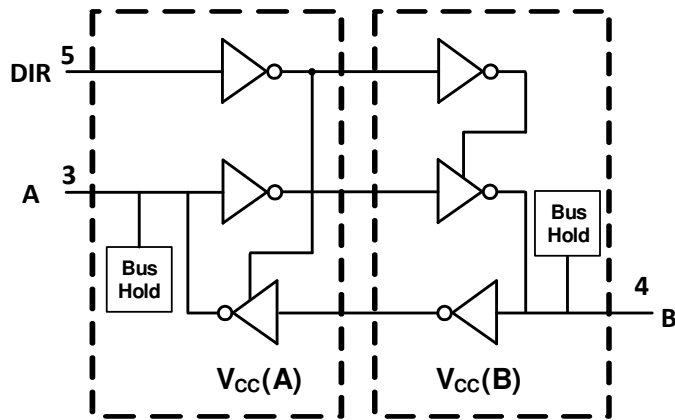 DIR 5
A 3
Bus
Hold
Bus
Hold
4
B
VCC(A)
VCC(B)